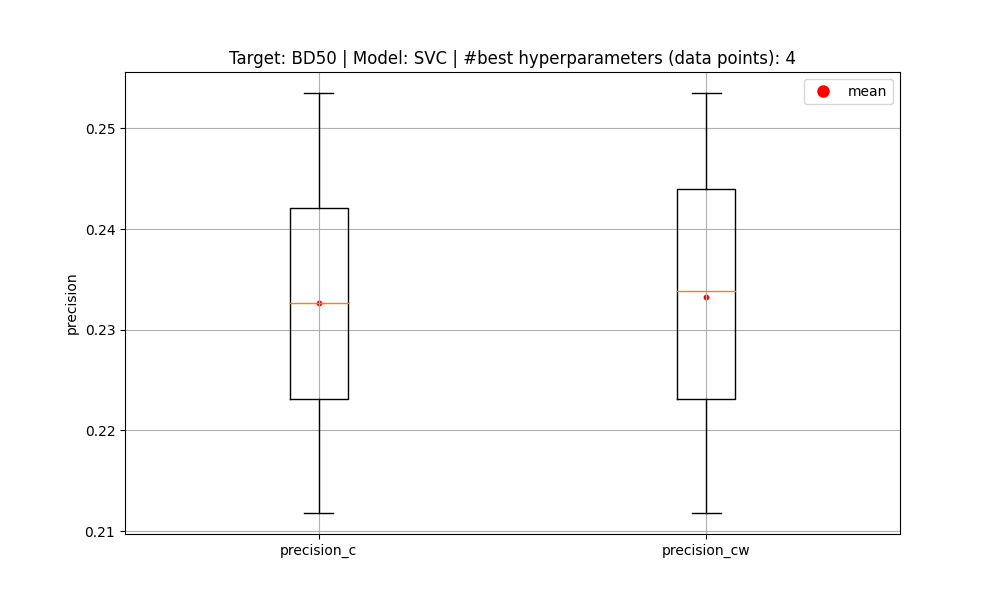 Target: BD50 | Model: SVC | #best hyperparameters (data points): 4
mean
0.25
0.24
0.23
0.22
0.21
precision
precision_c
precision_cw